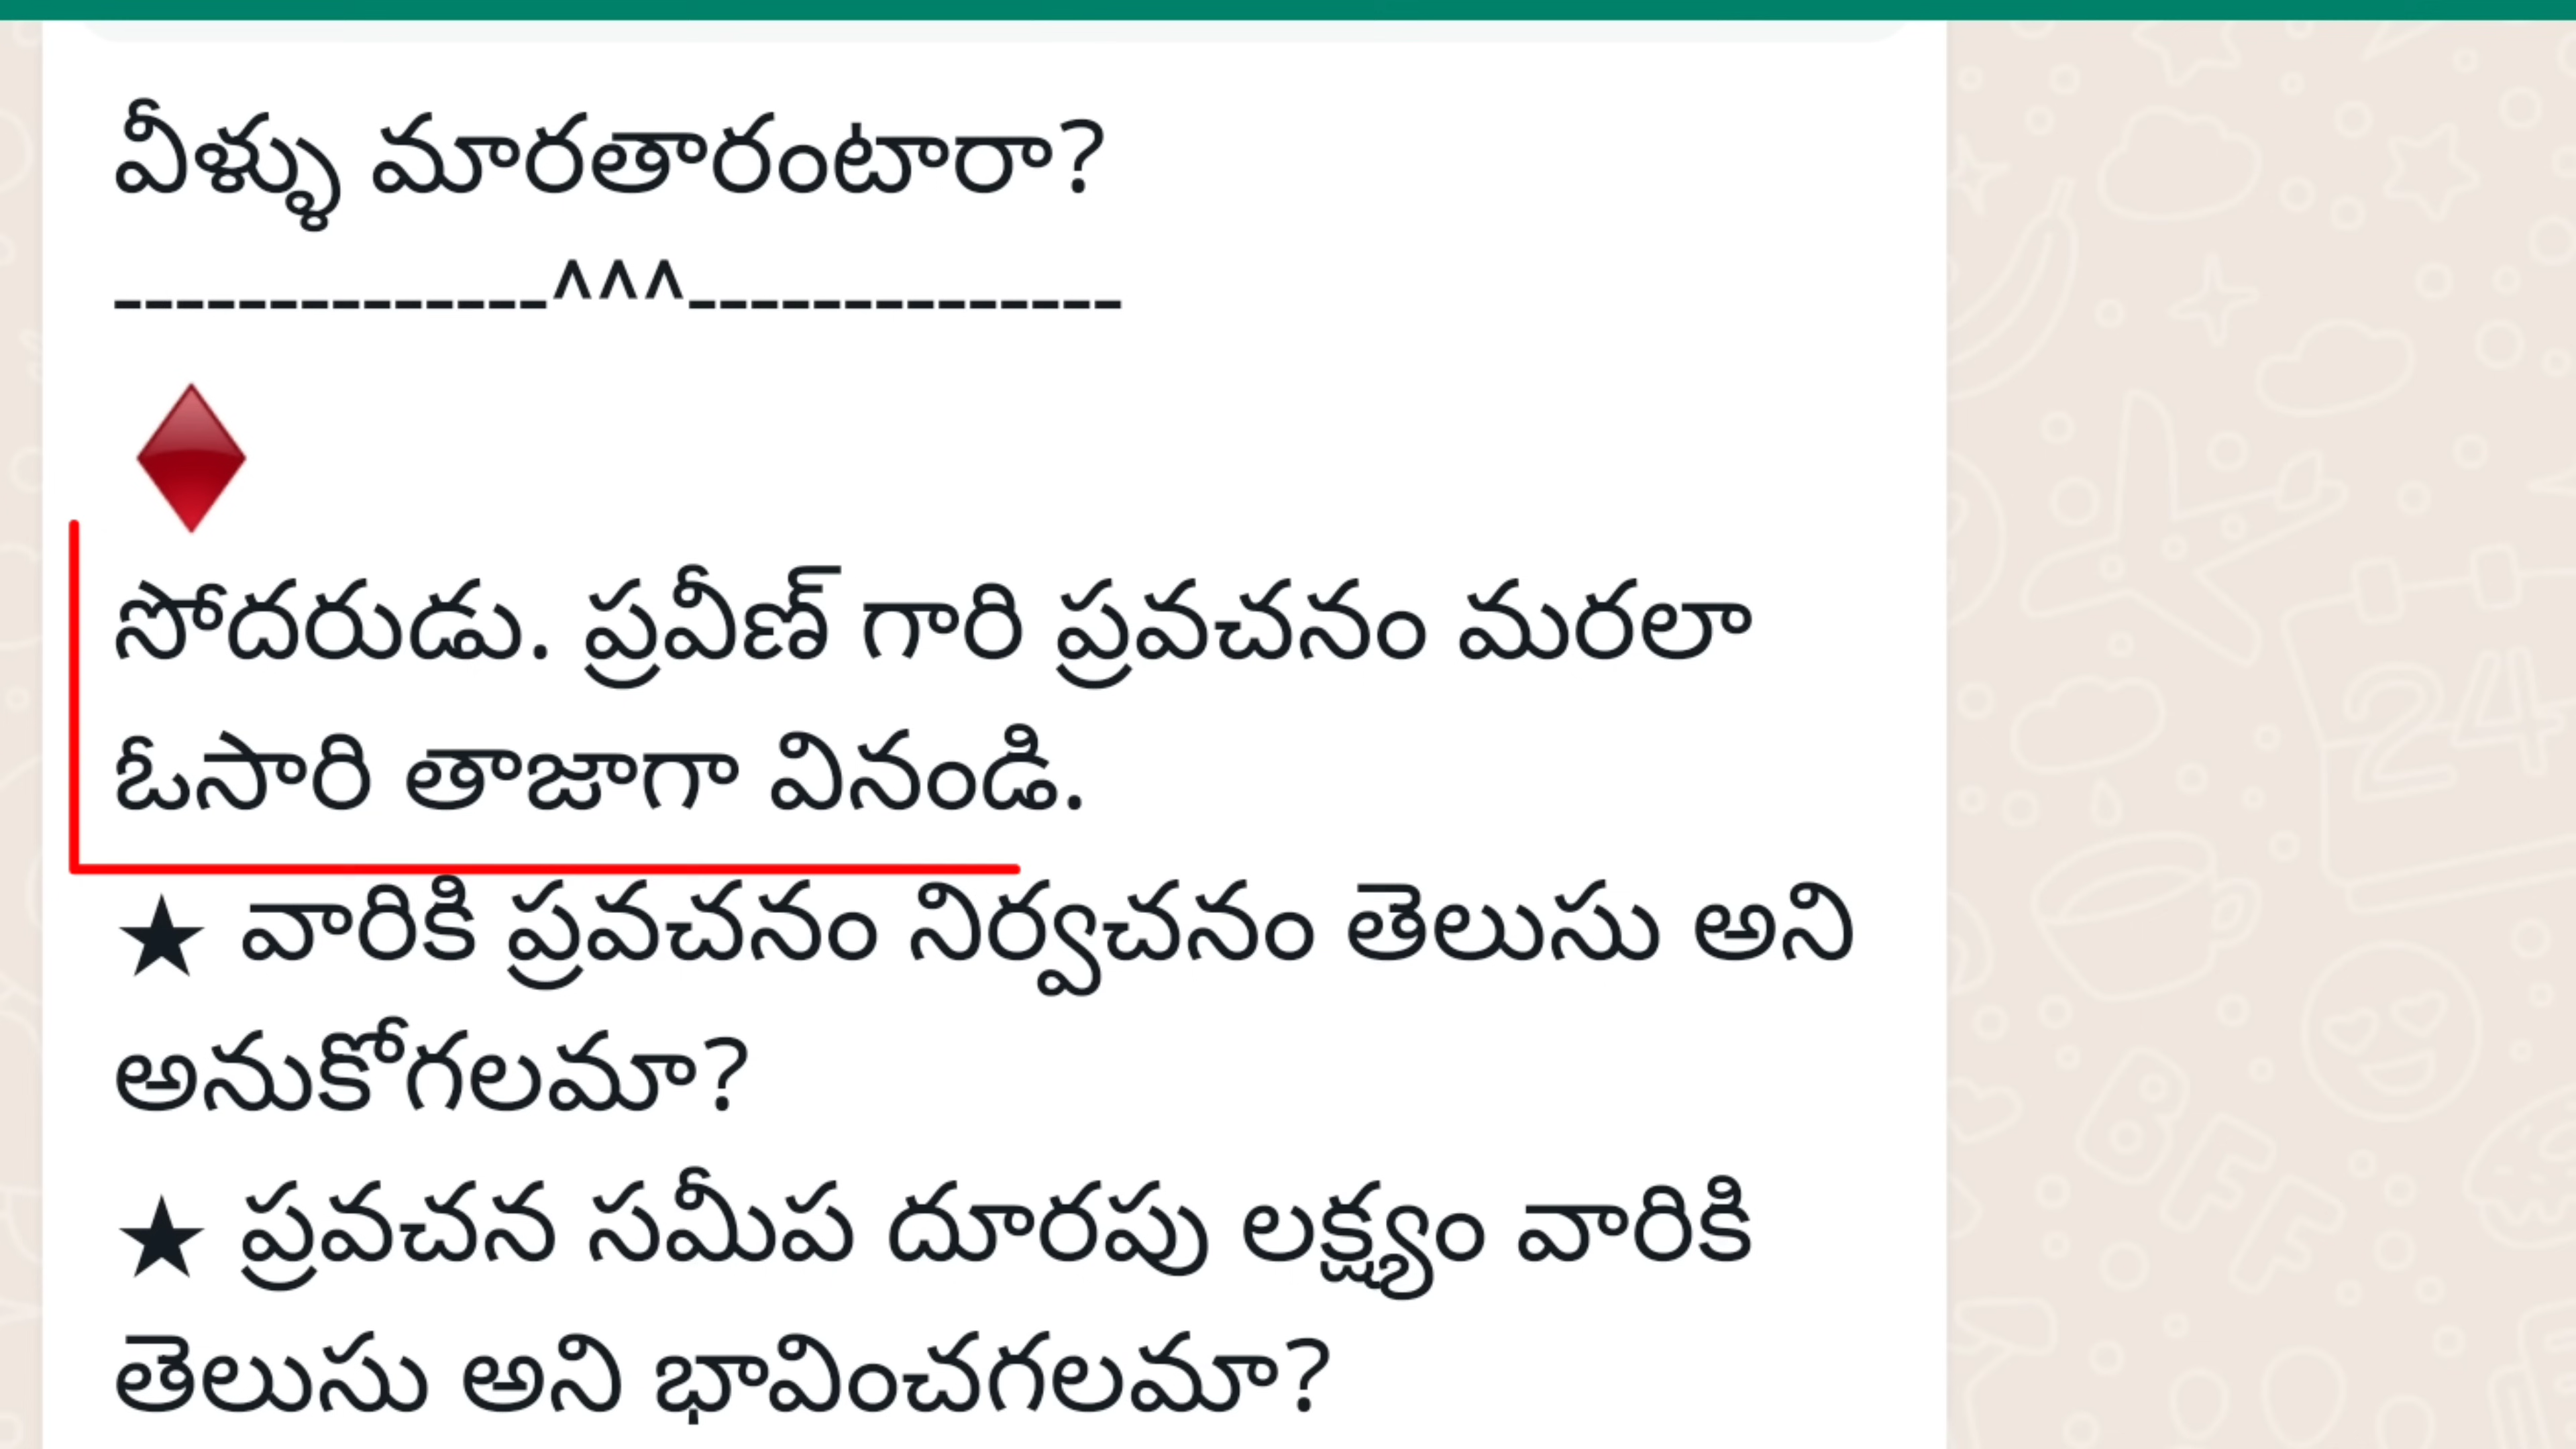 వీళ్ళు మారతారంటారా?
--------------^^^--------------
♦
సోదరుడు. ప్రవీణ్ గారి ప్రవచనం మరలా
ఓసారి తాజాగా వినండి.
★ వారికి ప్రవచనం నిర్వచనం తెలుసు అని
అనుకోగలమా?
★ ప్రవచన సమీప దూరపు లక్ష్యం వారికి
తెలుసు అని భావించగలమా?